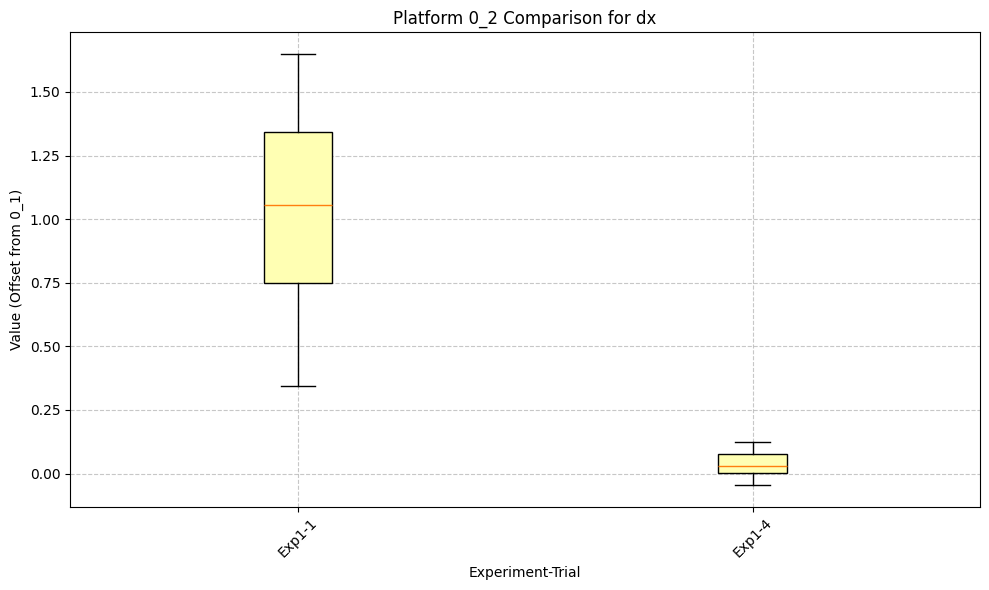 Platform 0_2 Comparison for dx
Value (Offset from 0_1)
1.50
1.25
1.00
0.75
0.50
0.25
0.00
Exp1-1
Exp1-4
Experiment-Trial